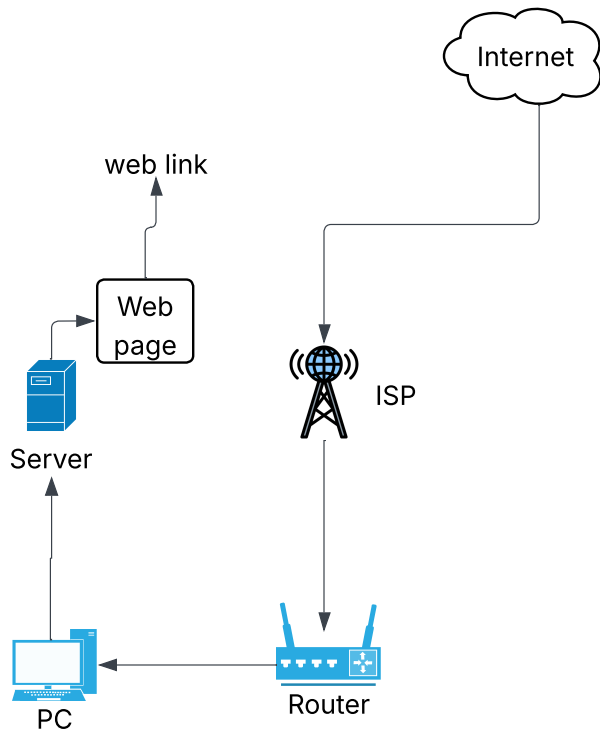 Internet
web link
Web
page
ISP
Server
Router
PC